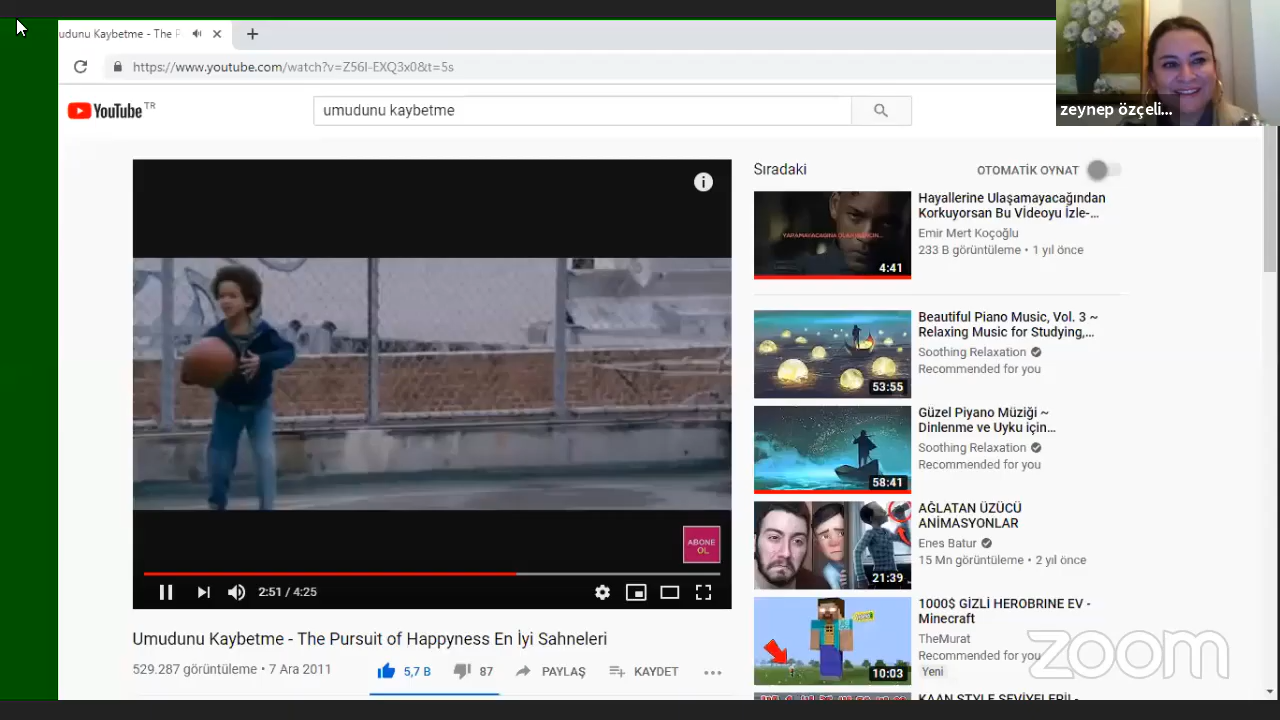 udunu Kaybetme - The P
https://www.youtube.com/watch?v=Z56l-EXQ3x0&t=5s
YouTube TR
umudunu kaybetme
zeynep özçeli...
Sıradaki
OTOMATİK OYNAT
YAPAMAYACAĞINA
4:41
Hayallerine Ulaşamayacağından
Korkuyorsan Bu Vİdeoyu İzle-...
Emir Mert Koçoğlu
233 B görüntüleme • 1 yıl önce
53:55
Beautiful Piano Music, Vol. 3 ~
Relaxing Music for Studying,...
Soothing Relaxation
Recommended for you
58:41
Güzel Piyano Müziği ~
Dinlenme ve Uyku için...
Soothing Relaxation
Recommended for you
21:39
AĞLATAN ÜZÜCÜ
ANİMASYONLAR
Enes Batur
15 Mn görüntüleme • 2 yıl önce
10:03
1000$ GİZLİ HEROBRINE EV -
Minecraft
TheMurat
Recommended for you
Yeni
ABONE
OL
2:51 / 4:25
Umudunu Kaybetme - The Pursuit of Happyness En İyi Sahneleri
529.287 görüntüleme • 7 Ara 2011
5,7 B
87
PAYLAŞ
KAYDET
zoom